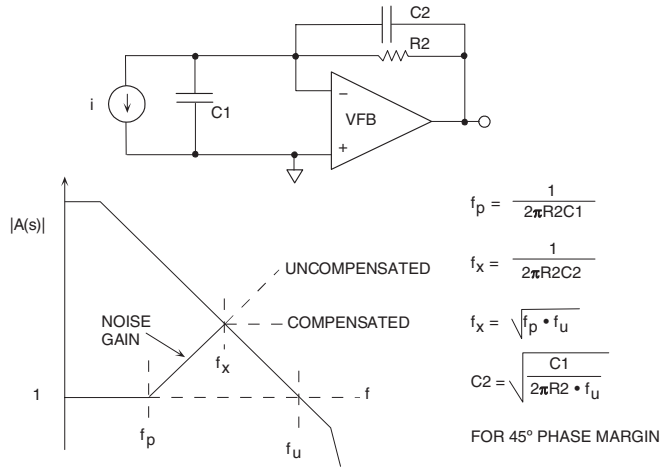 C2
R2
i
C1
−
VFB
+
|A(s)|
UNCOMPENSATED
COMPENSATED
NOISE
GAIN
fx
1
f
fp
fu
fp = 1 / 2πR2C1
fx = 1 / 2πR2C2
fx = √fp • fu
C2 = √C1 / 2πR2 • fu
FOR 45º PHASE MARGIN